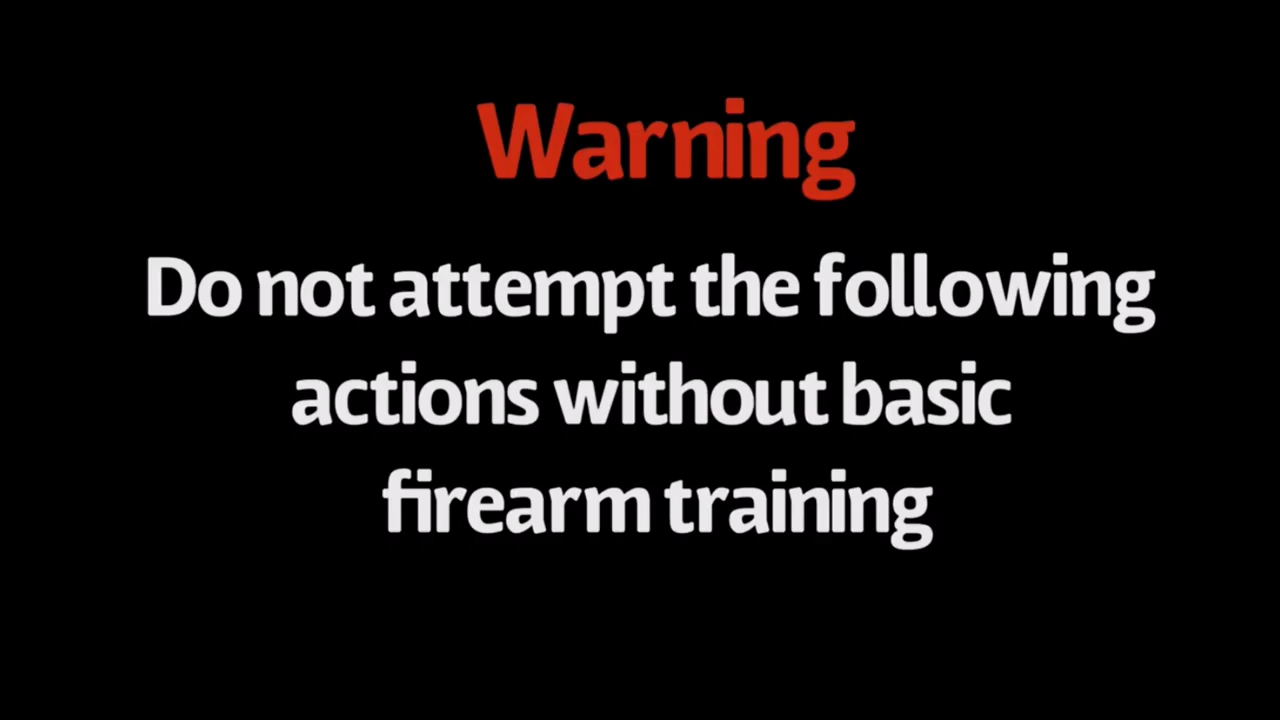 Warning
Do not attempt the following
actions without basic
firearm training